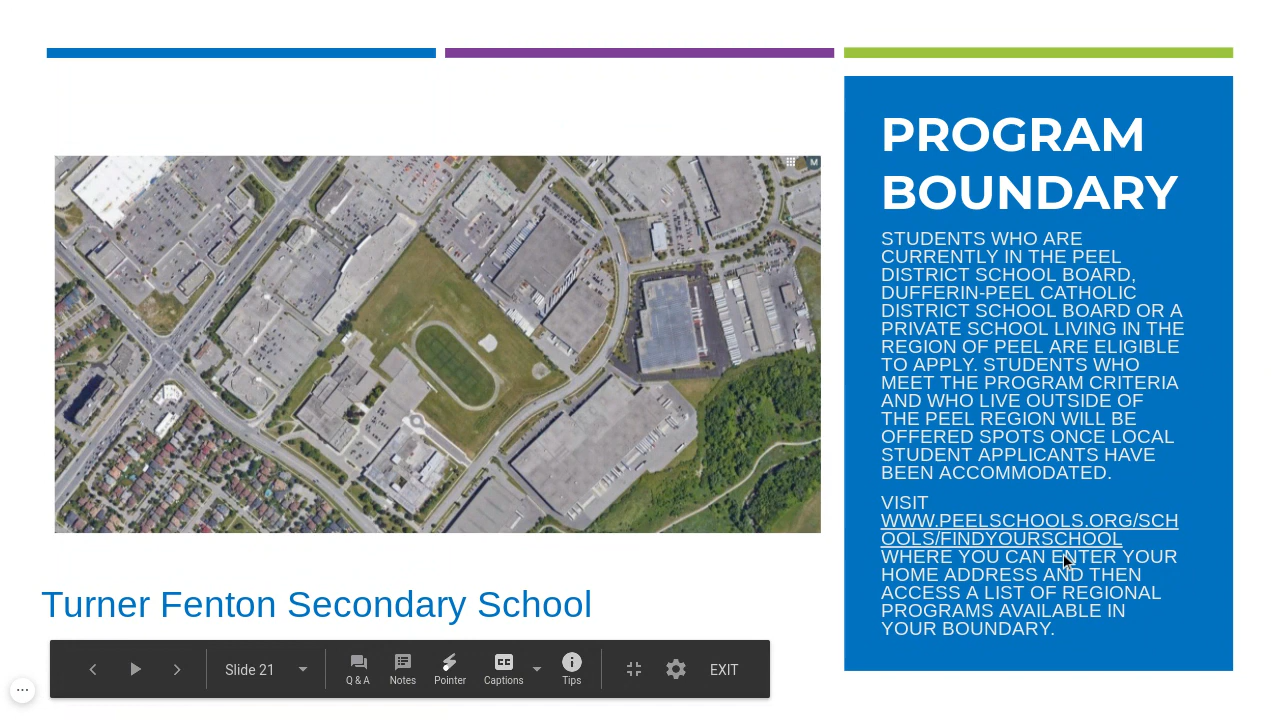 PROGRAM
BOUNDARY
STUDENTS WHO ARE
CURRENTLY IN THE PEEL
DISTRICT SCHOOL BOARD,
DUFFERIN-PEEL CATHOLIC
DISTRICT SCHOOL BOARD OR A
PRIVATE SCHOOL LIVING IN THE
REGION OF PEEL ARE ELIGIBLE
TO APPLY. STUDENTS WHO
MEET THE PROGRAM CRITERIA
AND WHO LIVE OUTSIDE OF
THE PEEL REGION WILL BE
OFFERED SPOTS ONCE LOCAL
STUDENT APPLICANTS HAVE
BEEN ACCOMMODATED.
VISIT
WWW.PEELSCHOOLS.ORG/SCH
OOLS/FINDYOURSCHOOL
WHERE YOU CAN ENTER YOUR
HOME ADDRESS AND THEN
ACCESS A LIST OF REGIONAL
PROGRAMS AVAILABLE IN
YOUR BOUNDARY.
M
Turner Fenton Secondary School
Slide 21
Q & A
Notes
Pointer
CC
Captions
Tips
EXIT